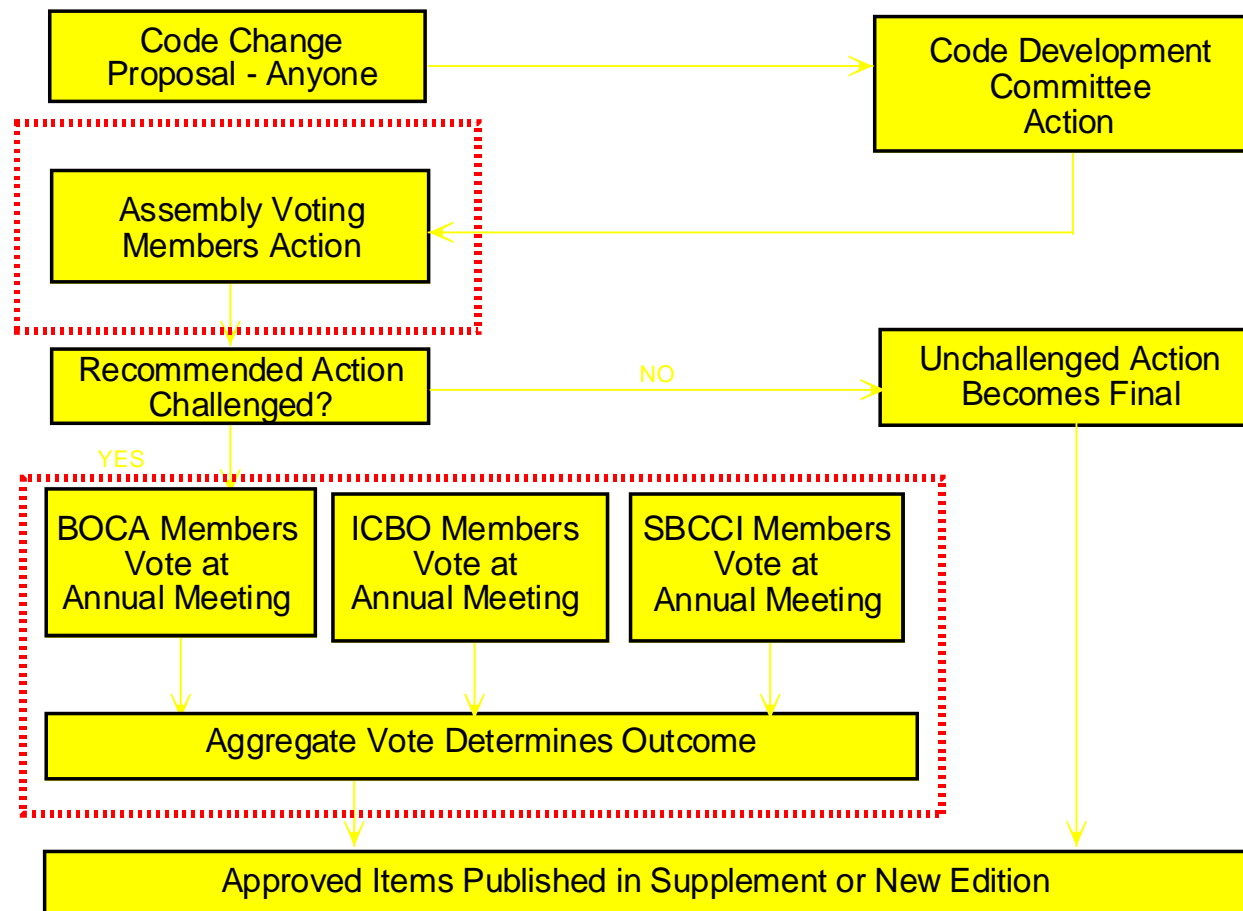 Code Change
Proposal - Anyone
Code Development
Committee
Action
Assembly Voting
Members Action
Recommended Action
Challenged?
NO
Unchallenged Action
Becomes Final
YES
BOCA Members
Vote at
Annual Meeting
ICBO Members
Vote at
Annual Meeting
SBCCI Members
Vote at
Annual Meeting
Aggregate Vote Determines Outcome
Approved Items Published in Supplement or New Edition